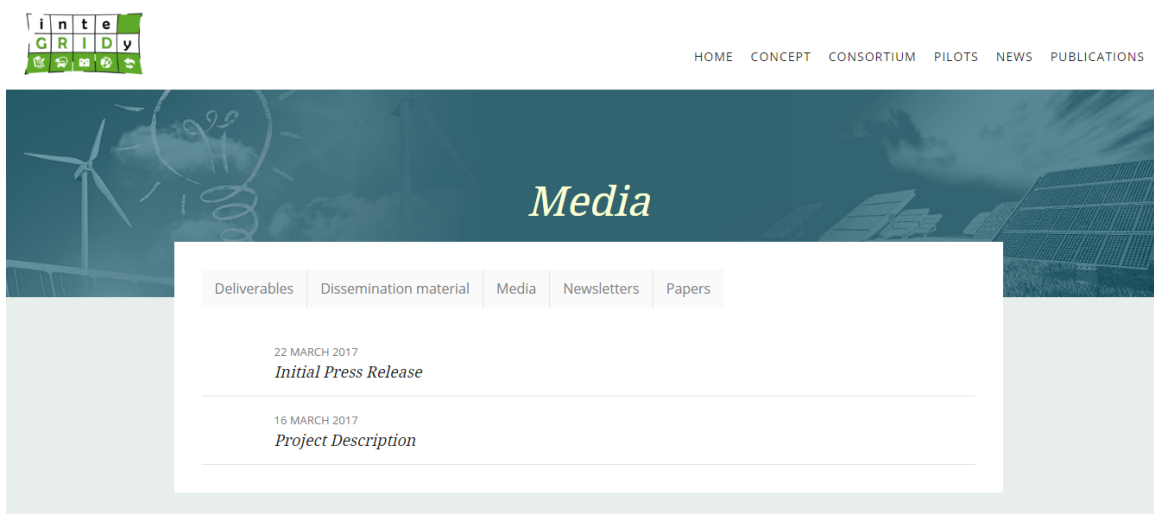 inte
GRIDy
HOME CONCEPT CONSORTIUM PILOTS NEWS PUBLICATIONS
Media
Deliverables Dissemination material Media Newsletters Papers
22 MARCH 2017
Initial Press Release
16 MARCH 2017
Project Description